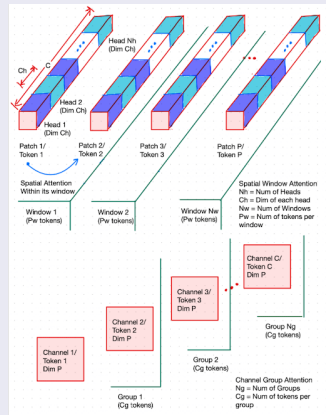 Ch
C
Head Nh
(Dim Ch)
Head 2
(Dim Ch)
Head 1
(Dim Ch)
Patch 1/
Token 1
Patch 2/
Token 2
Patch 3/
Token 3
Patch P/
Token P
Spatial Attention
Within its window
Window 1
(Pw tokens)
Window 2
(Pw tokens)
Window Nw
(Pw tokens)
Spatial Window Attention
Nh = Num of Heads
Ch = Dim of each head
Nw = Num of Windows
Pw = Num of tokens per
window
Channel 1/
Token 1
Dim P
Channel 2/
Token 2
Dim P
Channel 3/
Token 3
Dim P
Channel C/
Token C
Dim P
Group 1
(Cg tokens)
Group 2
(Cg tokens)
Group Ng
(Cg tokens)
Channel Group Attention
Ng = Num of Groups
Cg = Num of tokens per
group